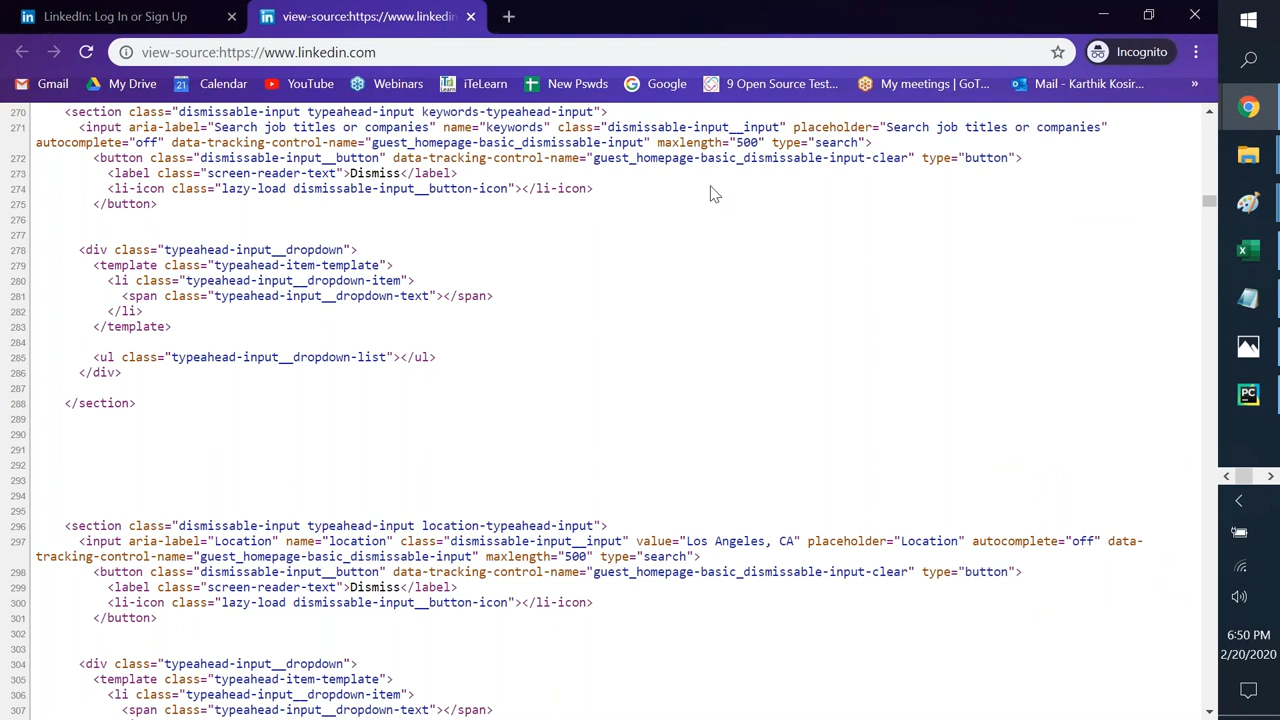 LinkedIn: Log In or Sign Up
view-source:https://www.linkedin
view-source:https://www.linkedin.com
Incognito
Gmail My Drive 21 Calendar YouTube Webinars iTeLearn New Pswds Google 9 Open Source Test... My meetings | GoT... Mail - Karthik Kosir... »
270 <section class="dismissable-input typeahead-input keywords-typeahead-input">
271 <input aria-label="Search job titles or companies" name="keywords" class="dismissable-input__input" placeholder="Search job titles or companies"
autocomplete="off" data-tracking-control-name="guest_homepage-basic_dismissable-input" maxlength="500" type="search">
272 <button class="dismissable-input__button" data-tracking-control-name="guest_homepage-basic_dismissable-input-clear" type="button">
273 <label class="screen-reader-text">Dismiss</label>
274 <li-icon class="lazy-load dismissable-input__button-icon"></li-icon>
275 </button>
276
277
278 <div class="typeahead-input__dropdown">
279 <template class="typeahead-item-template">
280 <li class="typeahead-input__dropdown-item">
281 <span class="typeahead-input__dropdown-text"></span>
282 </li>
283 </template>
284
285 <ul class="typeahead-input__dropdown-list"></ul>
286 </div>
287
288 </section>
289
290
291
292
293
294
295
296 <section class="dismissable-input typeahead-input location-typeahead-input">
297 <input aria-label="Location" name="location" class="dismissable-input__input" value="Los Angeles, CA" placeholder="Location" autocomplete="off" data-
tracking-control-name="guest_homepage-basic_dismissable-input" maxlength="500" type="search">
298 <button class="dismissable-input__button" data-tracking-control-name="guest_homepage-basic_dismissable-input-clear" type="button">
299 <label class="screen-reader-text">Dismiss</label>
300 <li-icon class="lazy-load dismissable-input__button-icon"></li-icon>
301 </button>
302
303
304 <div class="typeahead-input__dropdown">
305 <template class="typeahead-item-template">
306 <li class="typeahead-input__dropdown-item">
307 <span class="typeahead-input__dropdown-text"></span>
PC
6:50 PM
2/20/2020